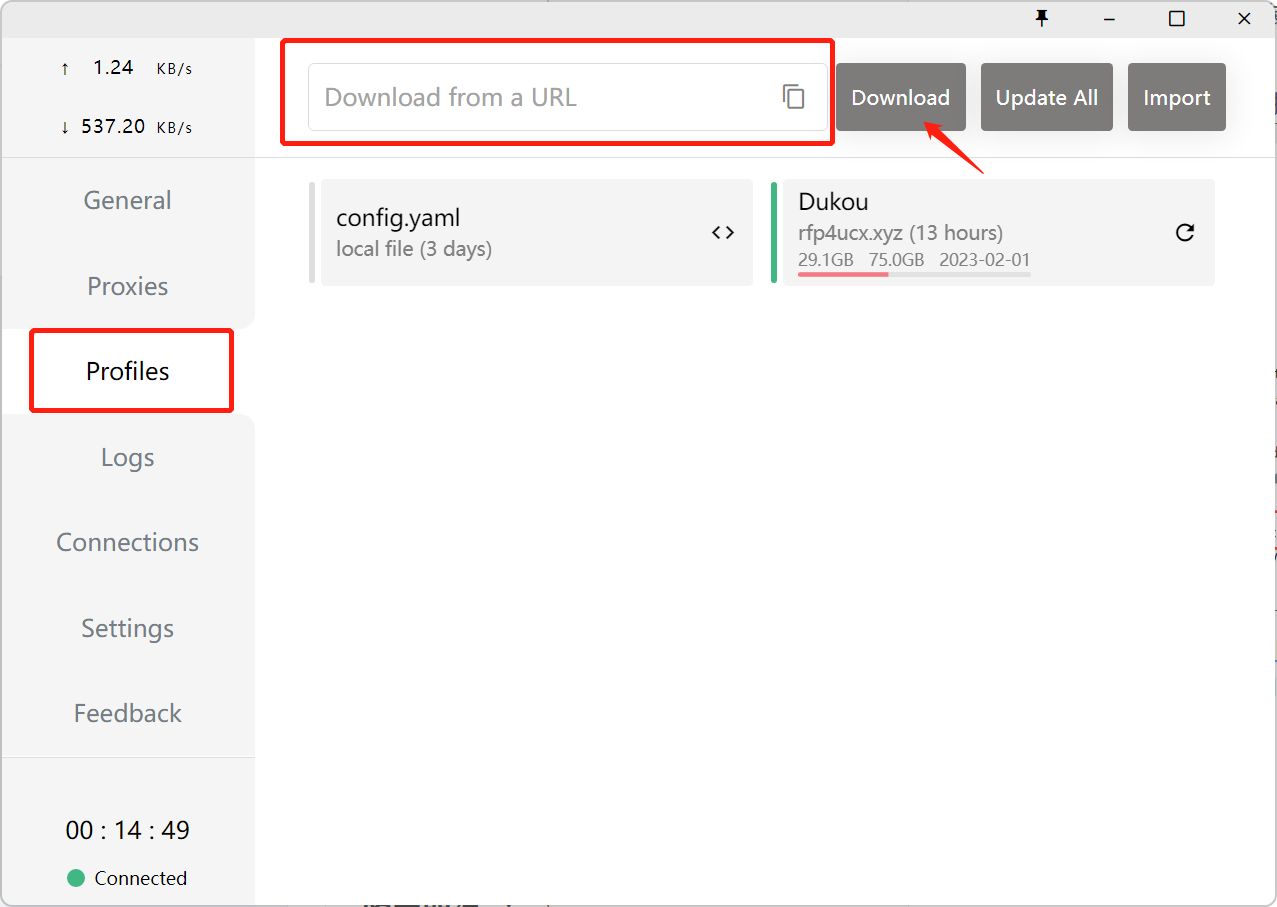 ↑ 1.24 KB/s
↓ 537.20 KB/s
General
Proxies
Profiles
Logs
Connections
Settings
Feedback
00 : 14 : 49
Connected
Download from a URL
Download
Update All
Import
config.yaml
local file (3 days)
Dukou
rfp4ucx.xyz (13 hours)
29.1GB 75.0GB 2023-02-01